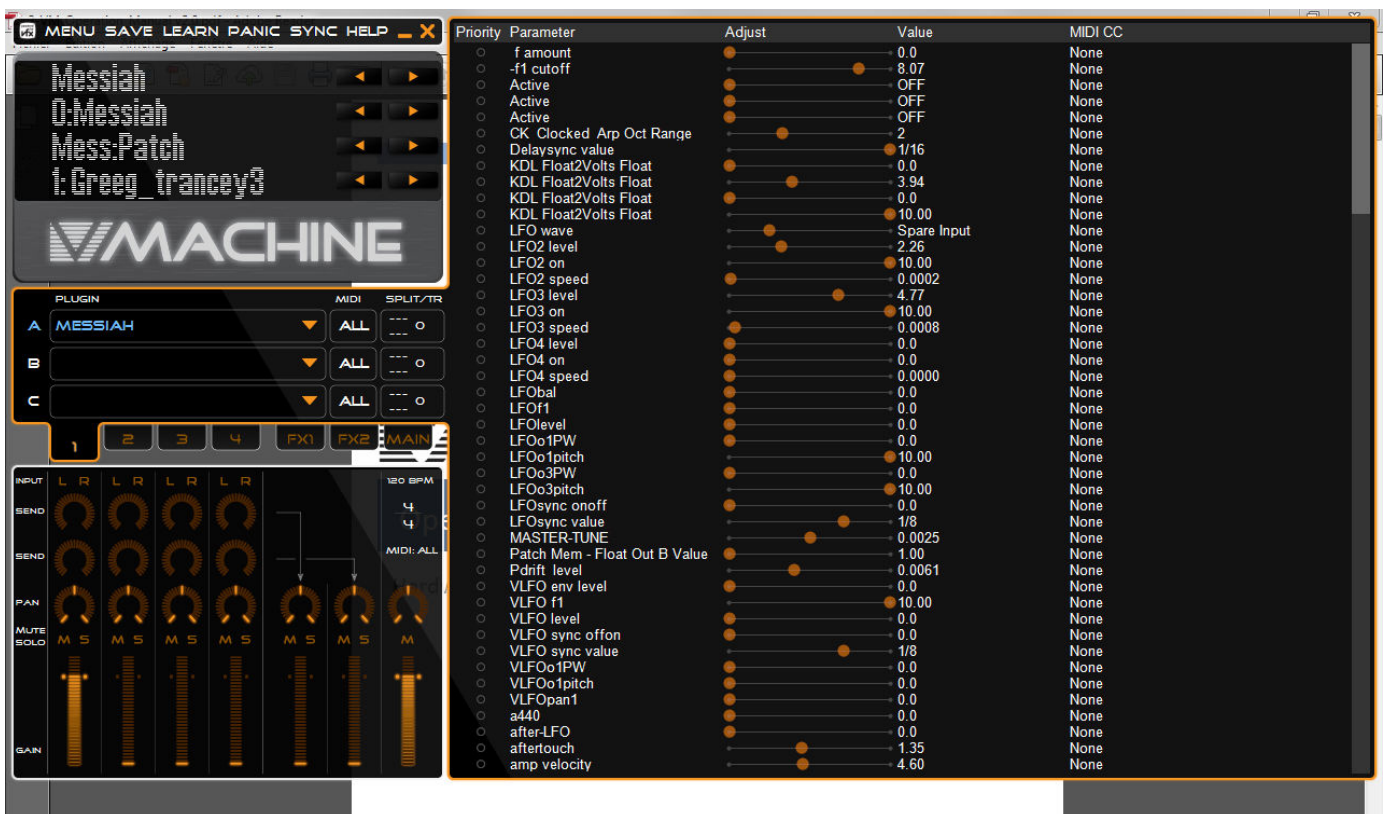 MENU SAVE LEARN PANIC SYNC HELP
Messiah
0:Messiah
Mess:Patch
1:Greeg_trancey3
VMACHINE
PLUGIN MIDI SPLIT/TR
A MESSIAH ALL --- --- 0
B ALL --- --- 0
C ALL --- --- 0
1 2 3 4 FX1 FX2 MAIN
INPUT L R L R L R L R 120 BPM
SEND 4
4
SEND MIDI: ALL
PAN
MUTE
SOLO M S M S M S M S M S M S M
GAIN
Priority Parameter Adjust Value MIDI CC
f amount 0.0 None
-f1 cutoff 8.07 None
Active OFF None
Active OFF None
Active OFF None
CK Clocked Arp Oct Range 2 None
Delaysync value 1/16 None
KDL Float2Volts Float 0.0 None
KDL Float2Volts Float 3.94 None
KDL Float2Volts Float 0.0 None
KDL Float2Volts Float 10.00 None
LFO wave Spare Input None
LFO2 level 2.26 None
LFO2 on 10.00 None
LFO2 speed 0.0002 None
LFO3 level 4.77 None
LFO3 on 10.00 None
LFO3 speed 0.0008 None
LFO4 level 0.0 None
LFO4 on 0.0 None
LFO4 speed 0.0000 None
LFObal 0.0 None
LFOf1 0.0 None
LFOlevel 0.0 None
LFOo1PW 0.0 None
LFOo1pitch 10.00 None
LFOo3PW 0.0 None
LFOo3pitch 10.00 None
LFOsync onoff 0.0 None
LFOsync value 1/8 None
MASTER-TUNE 0.0025 None
Patch Mem - Float Out B Value 1.00 None
Pdrift level 0.0061 None
VLFO env level 0.0 None
VLFO f1 10.00 None
VLFO level 0.0 None
VLFO sync offon 0.0 None
VLFO sync value 1/8 None
VLFOo1PW 0.0 None
VLFOo1pitch 0.0 None
VLFOpan1 0.0 None
a440 0.0 None
after-LFO 0.0 None
aftertouch 1.35 None
amp velocity 4.60 None